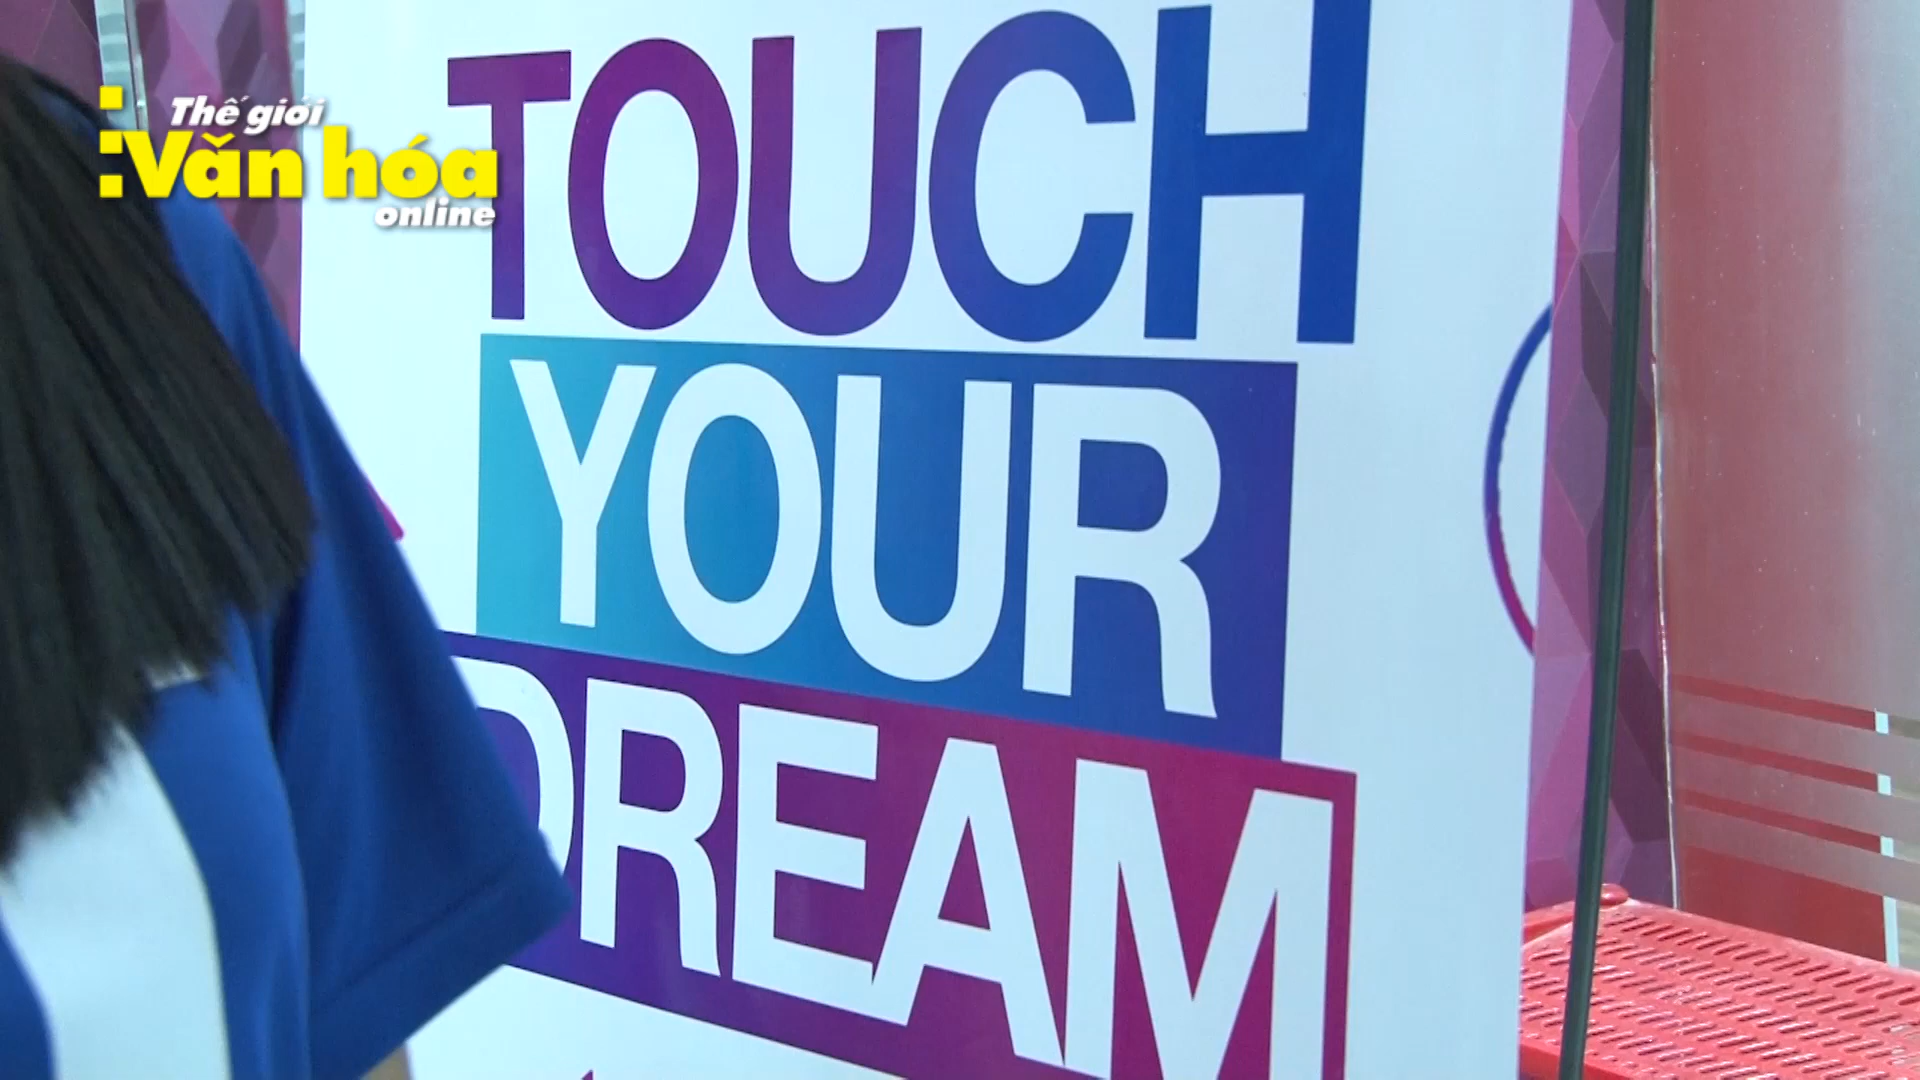 Thế giới
Văn hóa
online
TOUCH
YOUR
DREAM